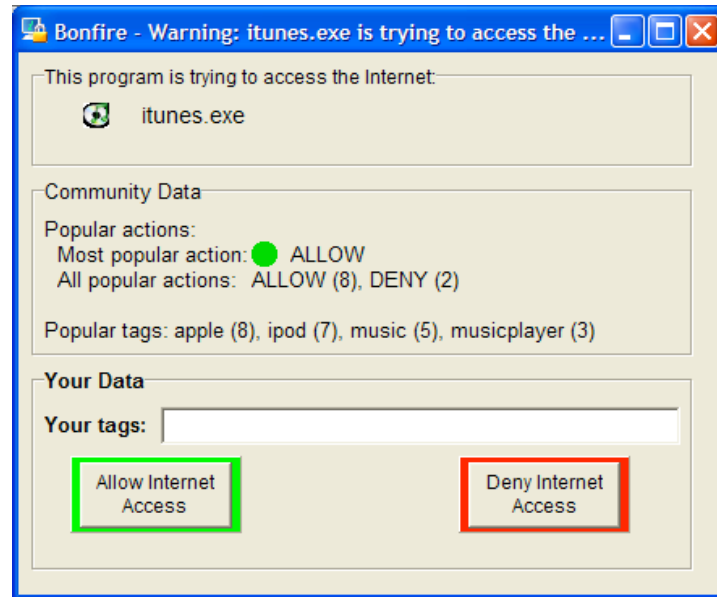 Bonfire - Warning: itunes.exe is trying to access the ...
This program is trying to access the Internet:
itunes.exe
Community Data
Popular actions:
Most popular action: ALLOW
All popular actions: ALLOW (8), DENY (2)
Popular tags: apple (8), ipod (7), music (5), musicplayer (3)
Your Data
Your tags:
Allow Internet
Access
Deny Internet
Access